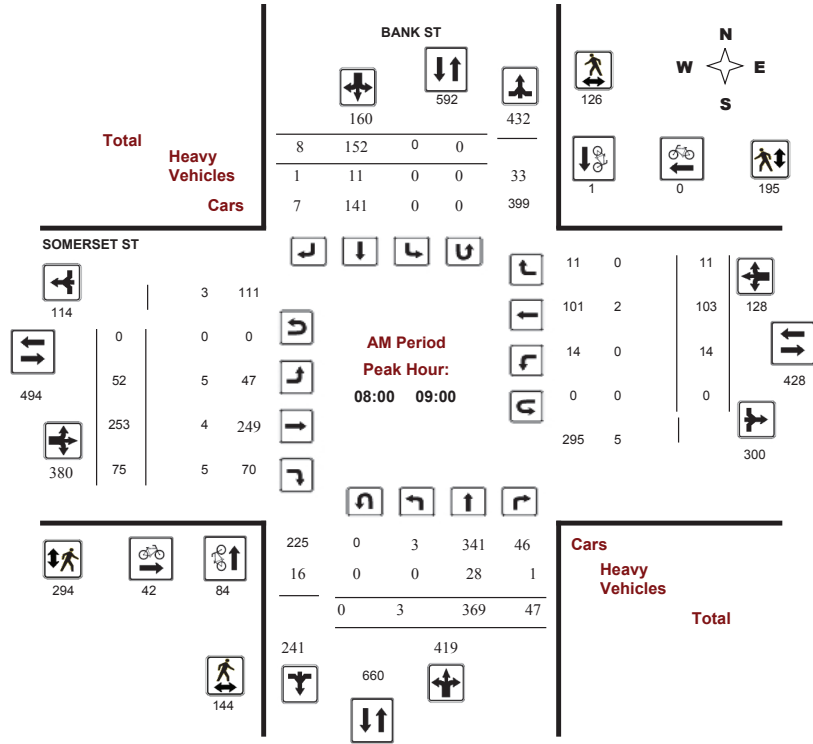 BANK ST
N
W E
S
592
126
160 432
Total
8 152 0 0
Heavy
Vehicles
1 11 0 0 33
Cars
7 141 0 0 399
1 0 195
SOMERSET ST
114
3 111
0 0 0
494
52 5 47
253 4 249
380
75 5 70
AM Period
Peak Hour:
08:00 09:00
11 0 11
101 2 103
128
14 0 14
428
0 0 0
295 5
300
225 0 3 341 46
16 0 0 28 1
0 3 369 47
Cars
Heavy
Vehicles
Total
294 42 84
241 419
660
144